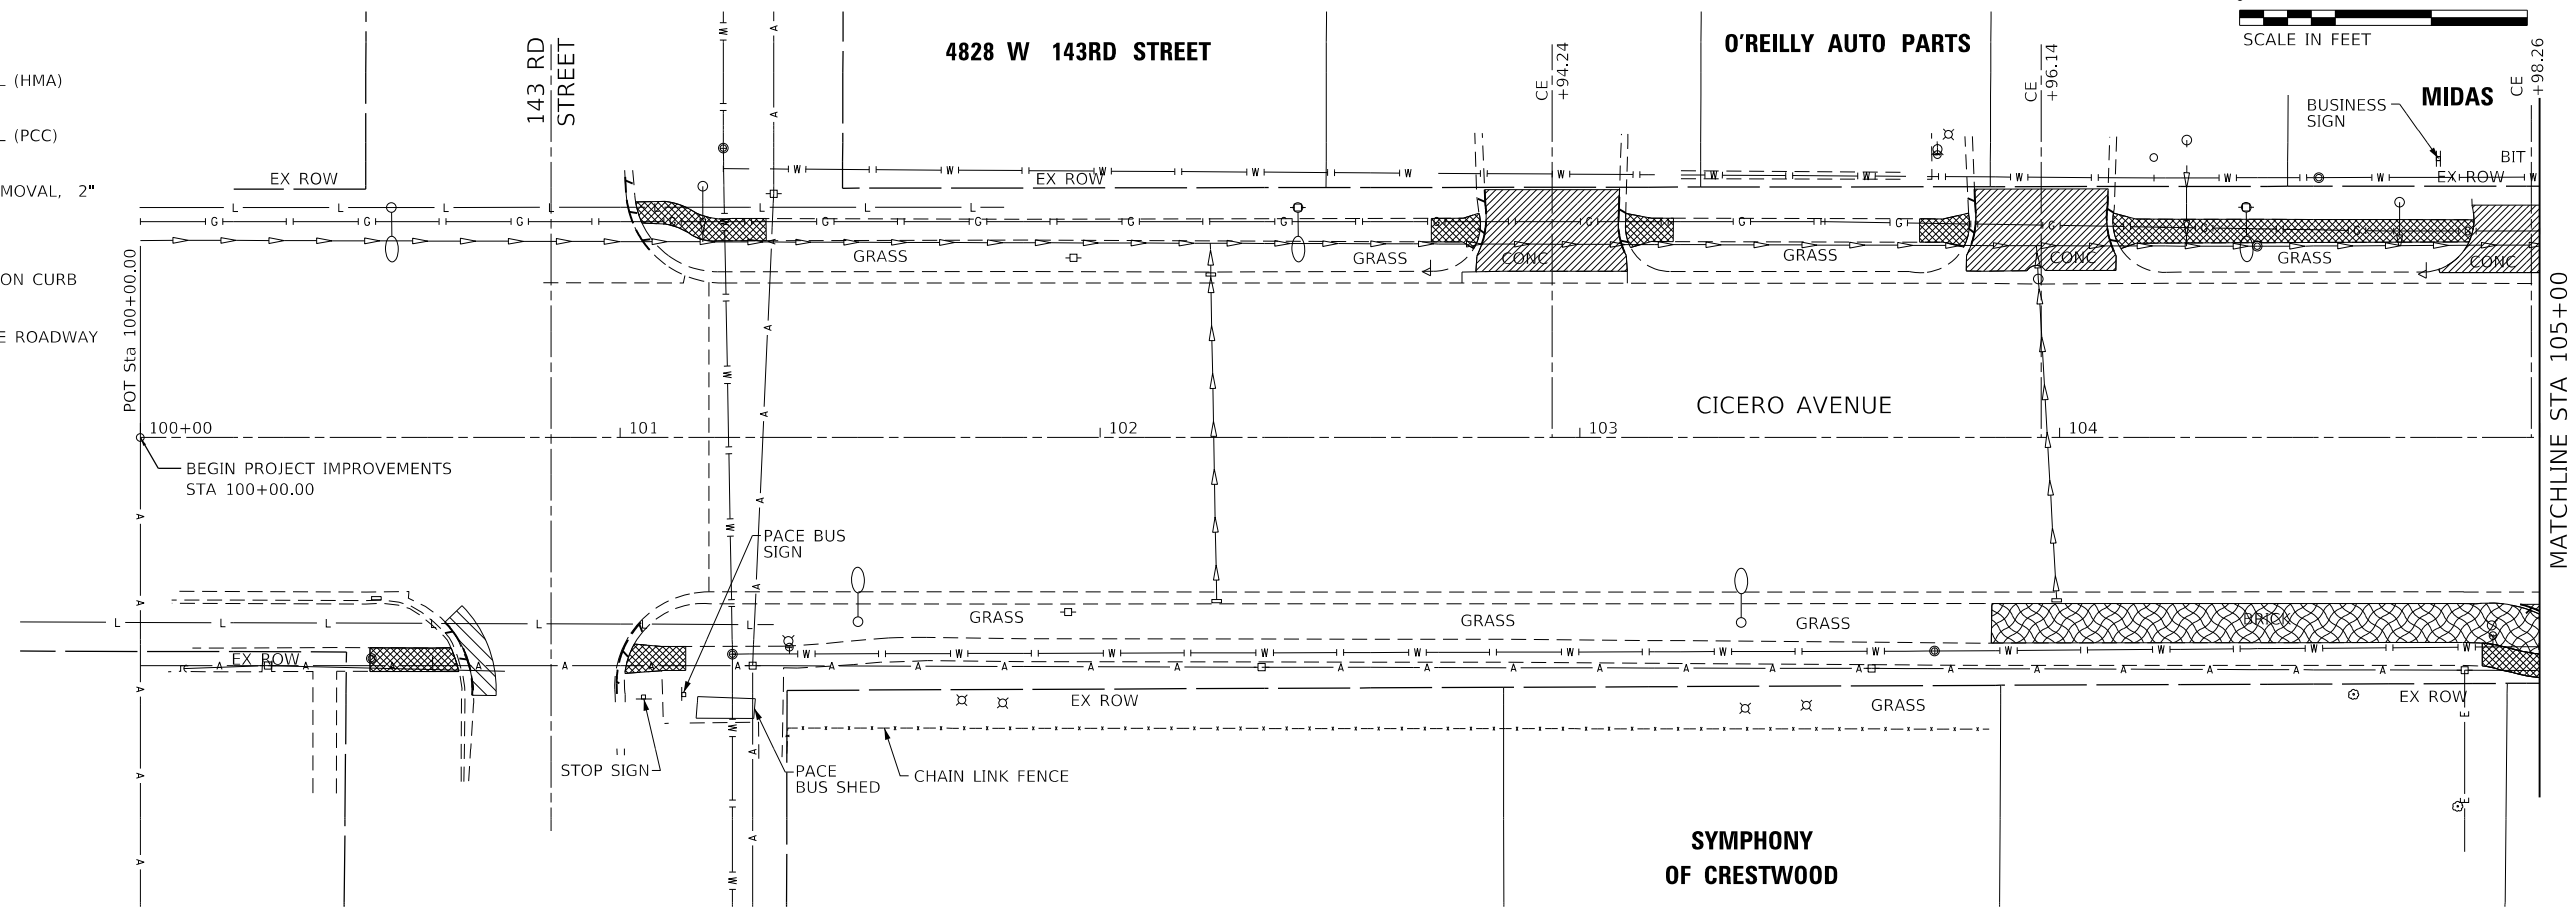 L (HMA)
L (PCC)
MOVAL, 2"
ON CURB
E ROADWAY
143 RD
STREET
4828 W 143RD STREET
O'REILLY AUTO PARTS
MIDAS
SCALE IN FEET
CE
+94.24
CE
+96.14
CE
+98.26
BUSINESS
SIGN
BIT
EX ROW
EX ROW
EX ROW
GRASS
GRASS
CONC
GRASS
CONC
GRASS
CONC
POT Sta 100+00.00
CICERO AVENUE
100+00
101
102
103
104
BEGIN PROJECT IMPROVEMENTS
STA 100+00.00
MATCHLINE STA 105+00
PACE BUS
SIGN
GRASS
GRASS
GRASS
BRICK
EX ROW
EX ROW
GRASS
EX ROW
STOP SIGN
PACE
BUS SHED
CHAIN LINK FENCE
SYMPHONY
OF CRESTWOOD